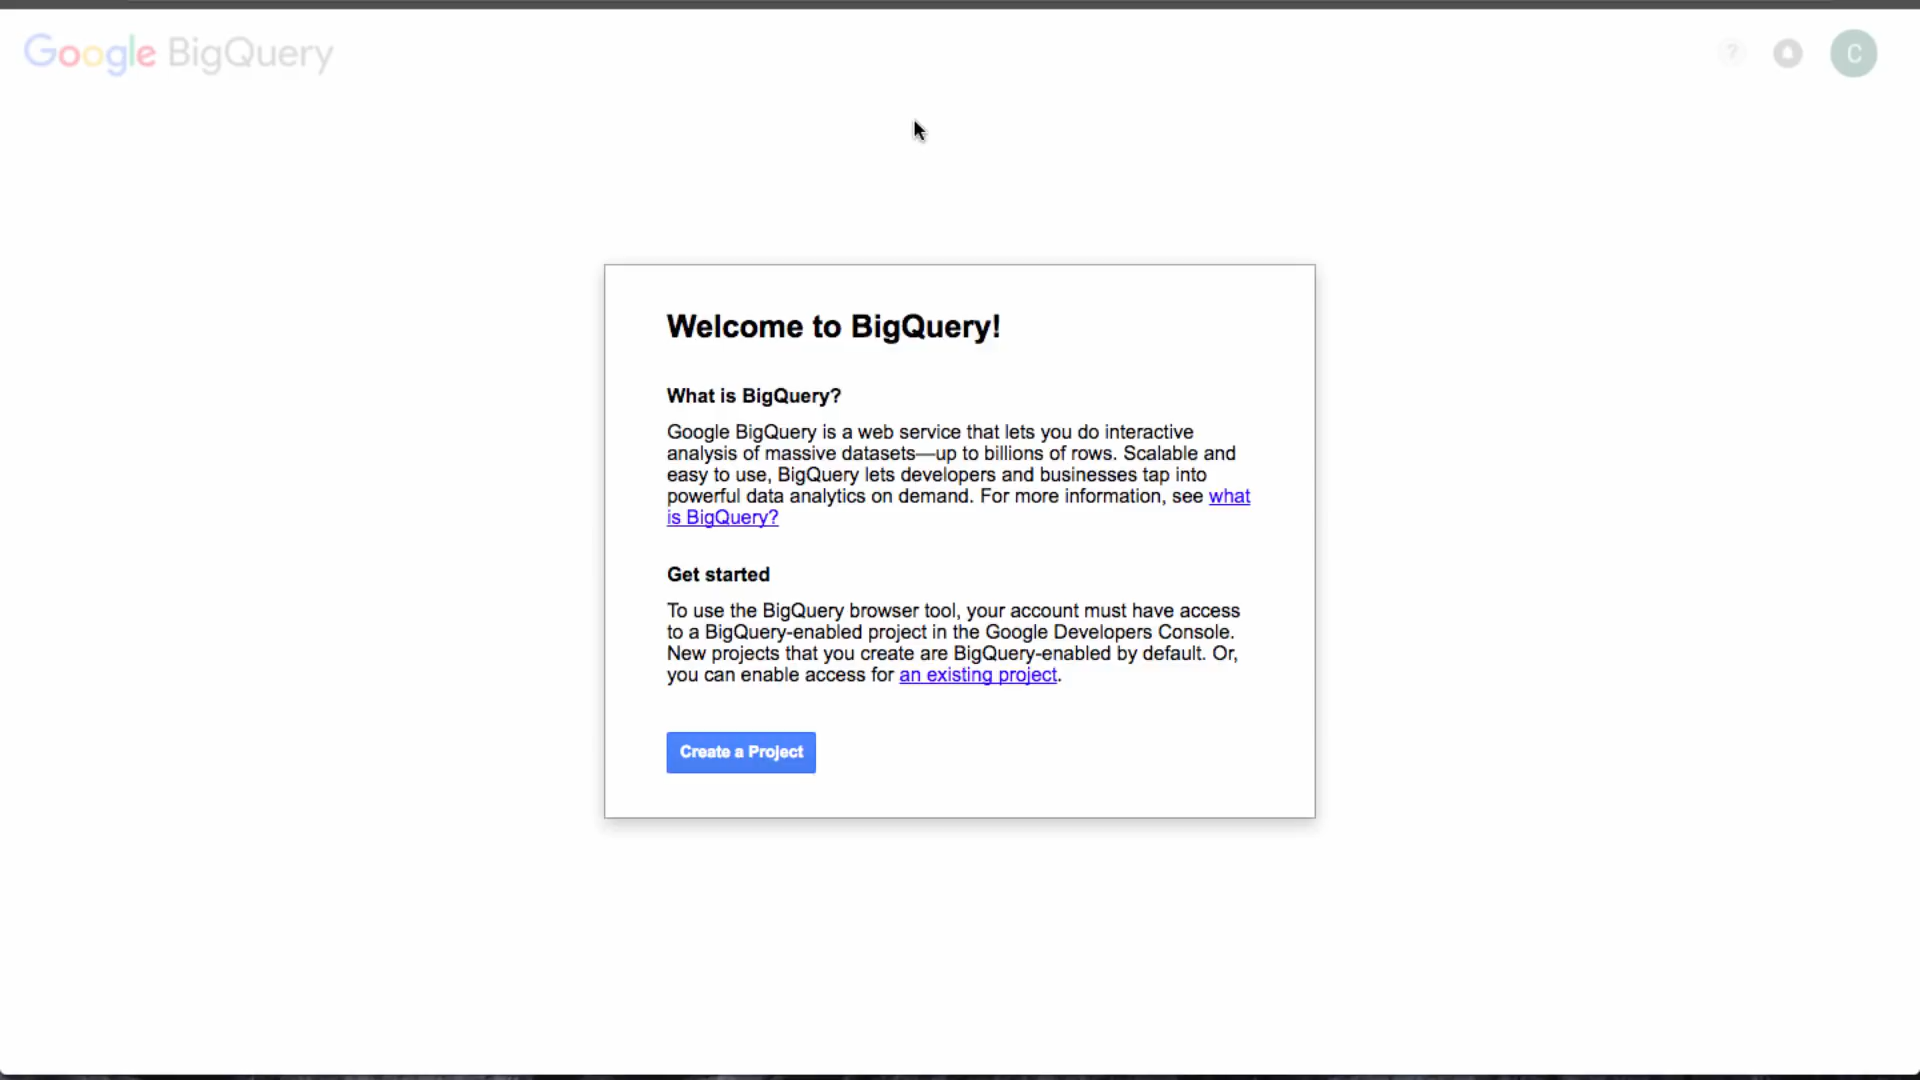 Google BigQuery
?
C
Welcome to BigQuery!
What is BigQuery?
Google BigQuery is a web service that lets you do interactive
analysis of massive datasets—up to billions of rows. Scalable and
easy to use, BigQuery lets developers and businesses tap into
powerful data analytics on demand. For more information, see what
is BigQuery?
Get started
To use the BigQuery browser tool, your account must have access
to a BigQuery-enabled project in the Google Developers Console.
New projects that you create are BigQuery-enabled by default. Or,
you can enable access for an existing project.
Create a Project